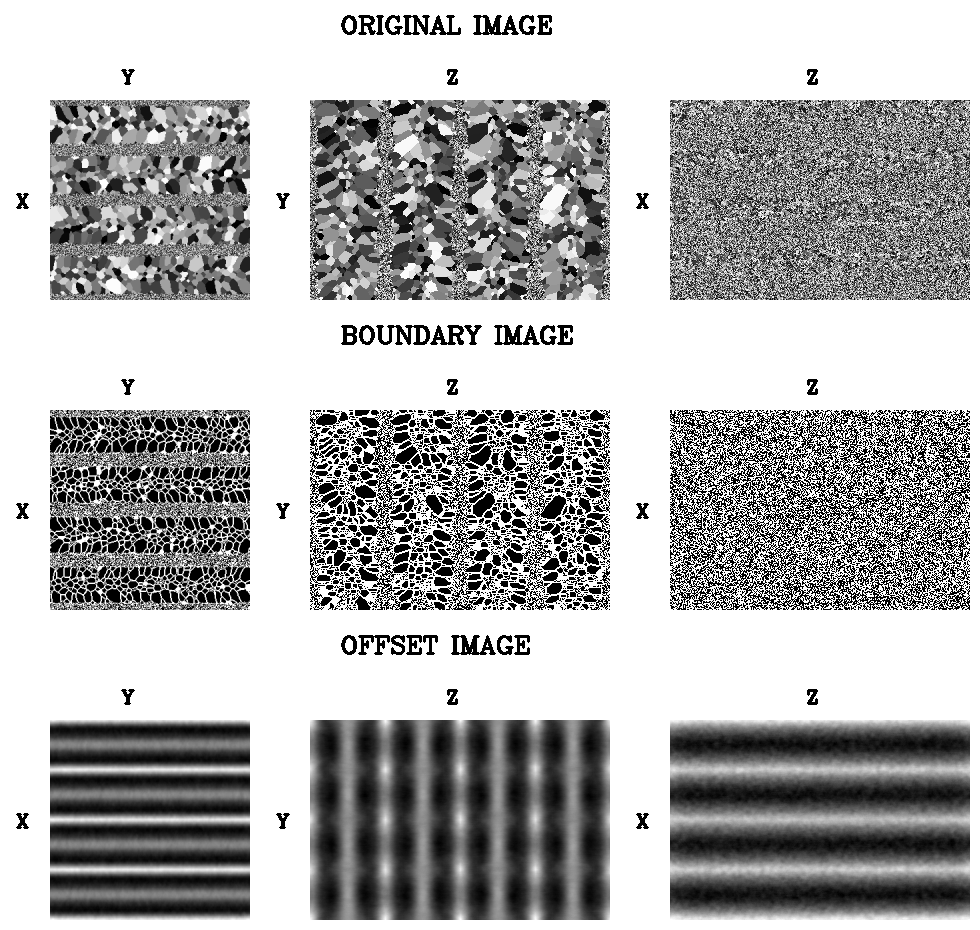 ORIGINAL IMAGE
Y Z Z
X Y X
BOUNDARY IMAGE
Y Z Z
X Y X
OFFSET IMAGE
Y Z Z
X Y X